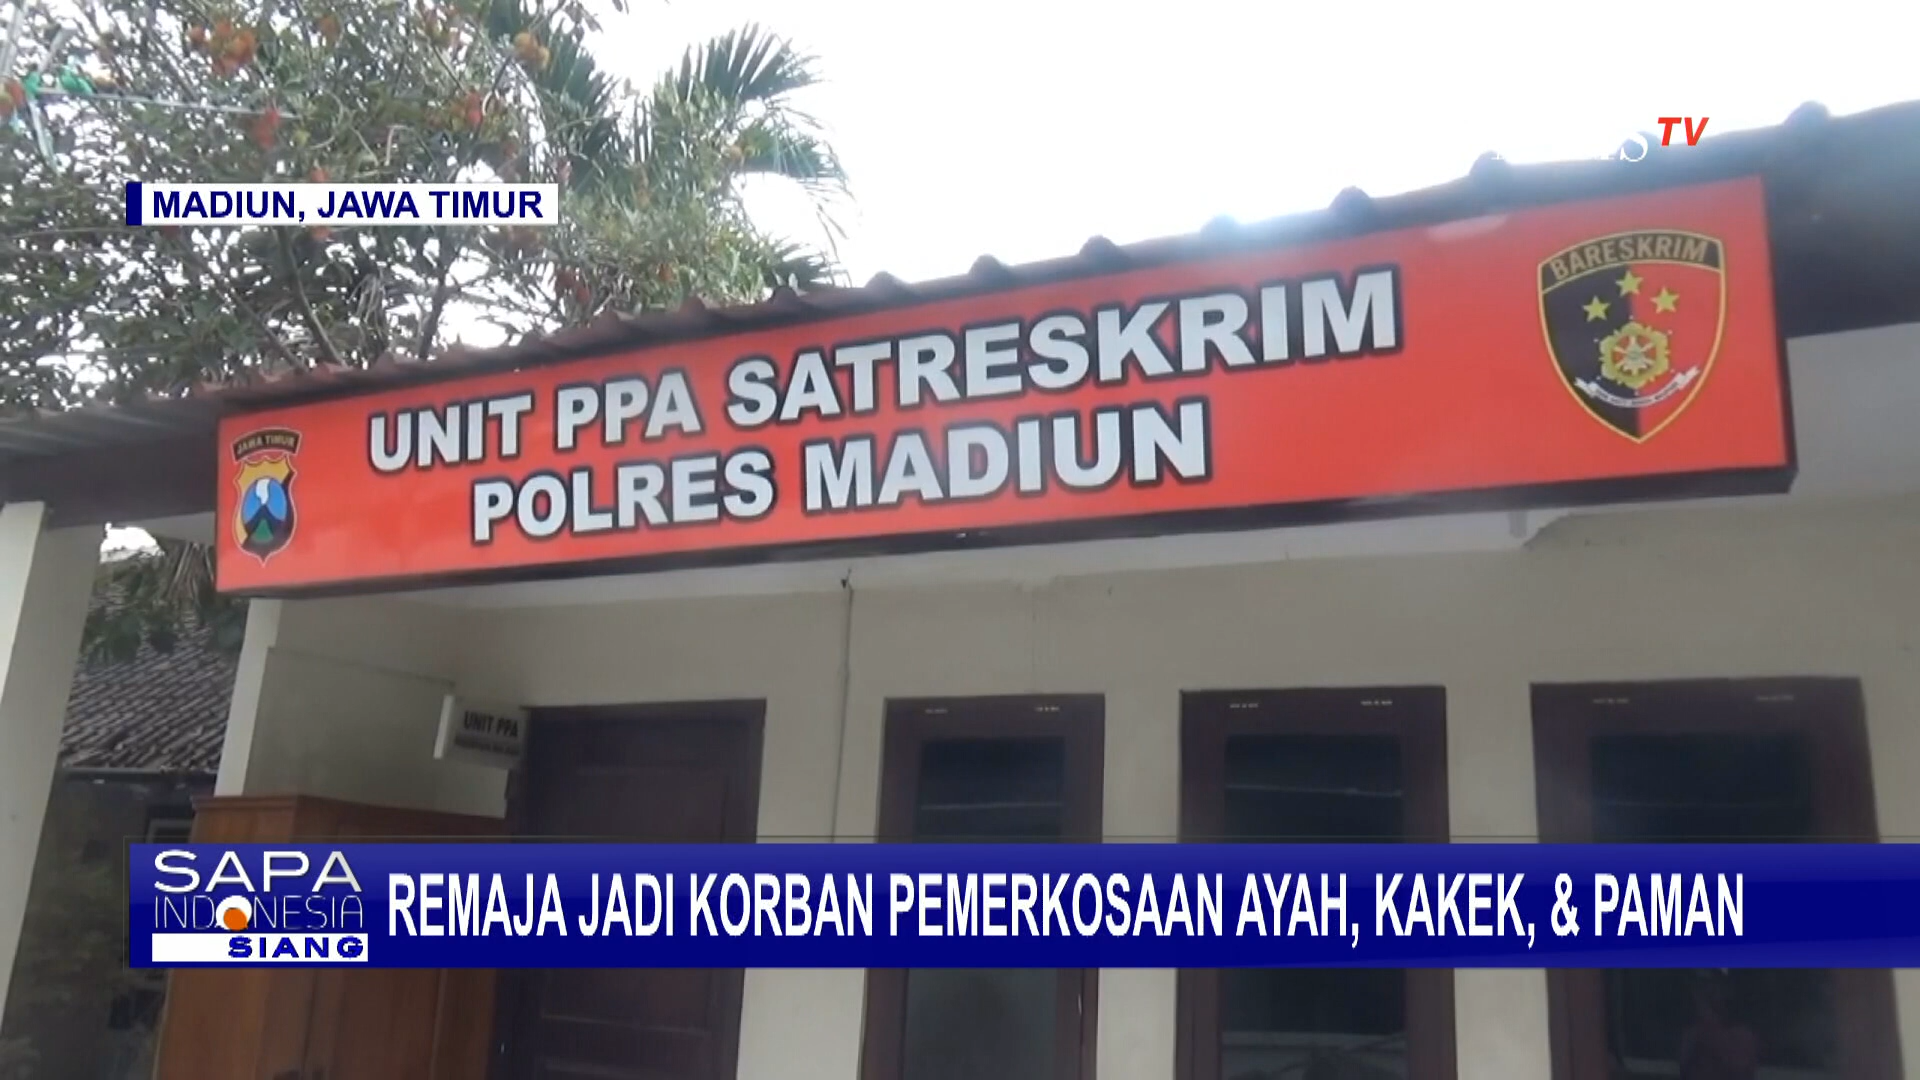 TV
MADIUN, JAWA TIMUR
BARESKRIM
JAWA TIMUR
UNIT PPA SATRESKRIM
POLRES MADIUN
UNIT PPA
SAPA
INDONESIA
SIANG
REMAJA JADI KORBAN PEMERKOSAAN AYAH, KAKEK, & PAMAN